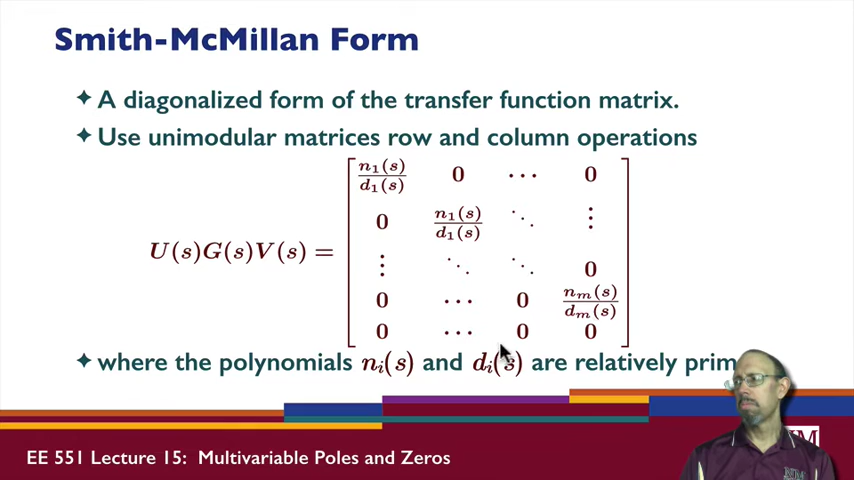 Smith-McMillan Form
A diagonalized form of the transfer function matrix.
Use unimodular matrices row and column operations
U(s)G(s)V(s) = [ n₁(s)/d₁(s) 0 ⋯ 0
0 n₁(s)/d₁(s) ⋱ ⋮
⋮ ⋱ ⋱ 0
0 ⋯ 0 nₘ(s)/dₘ(s)
0 ⋯ 0 0 ]
where the polynomials nᵢ(s) and dᵢ(s) are relatively prim
EE 551 Lecture 15: Multivariable Poles and Zeros